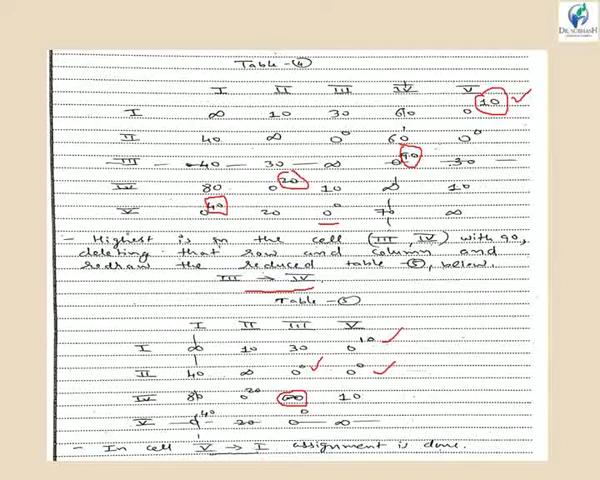 DR. SUBHASH
Table-④
I II III IV V
I ∞ 10 30 60 0 10 ✓
II 40 ∞ 0 0 60 0 0
III 40 30 ∞ 0 90 30
IV 80 0 20 10 ∞ 10
V 0 40 20 0 0 70 ∞
- Highest is in the cell (III, IV) with 90,
deleting that row and column and
redraw the reduced table-⑤, below.
III → IV
Table-⑤
I II III V
I ∞ 10 30 0 10 ✓
II 40 ∞ 0 0 ✓ 0 0 ✓
IV 80 0 20 10
V 0 40 20 0 0 ∞
- In cell V → I assignment is done.